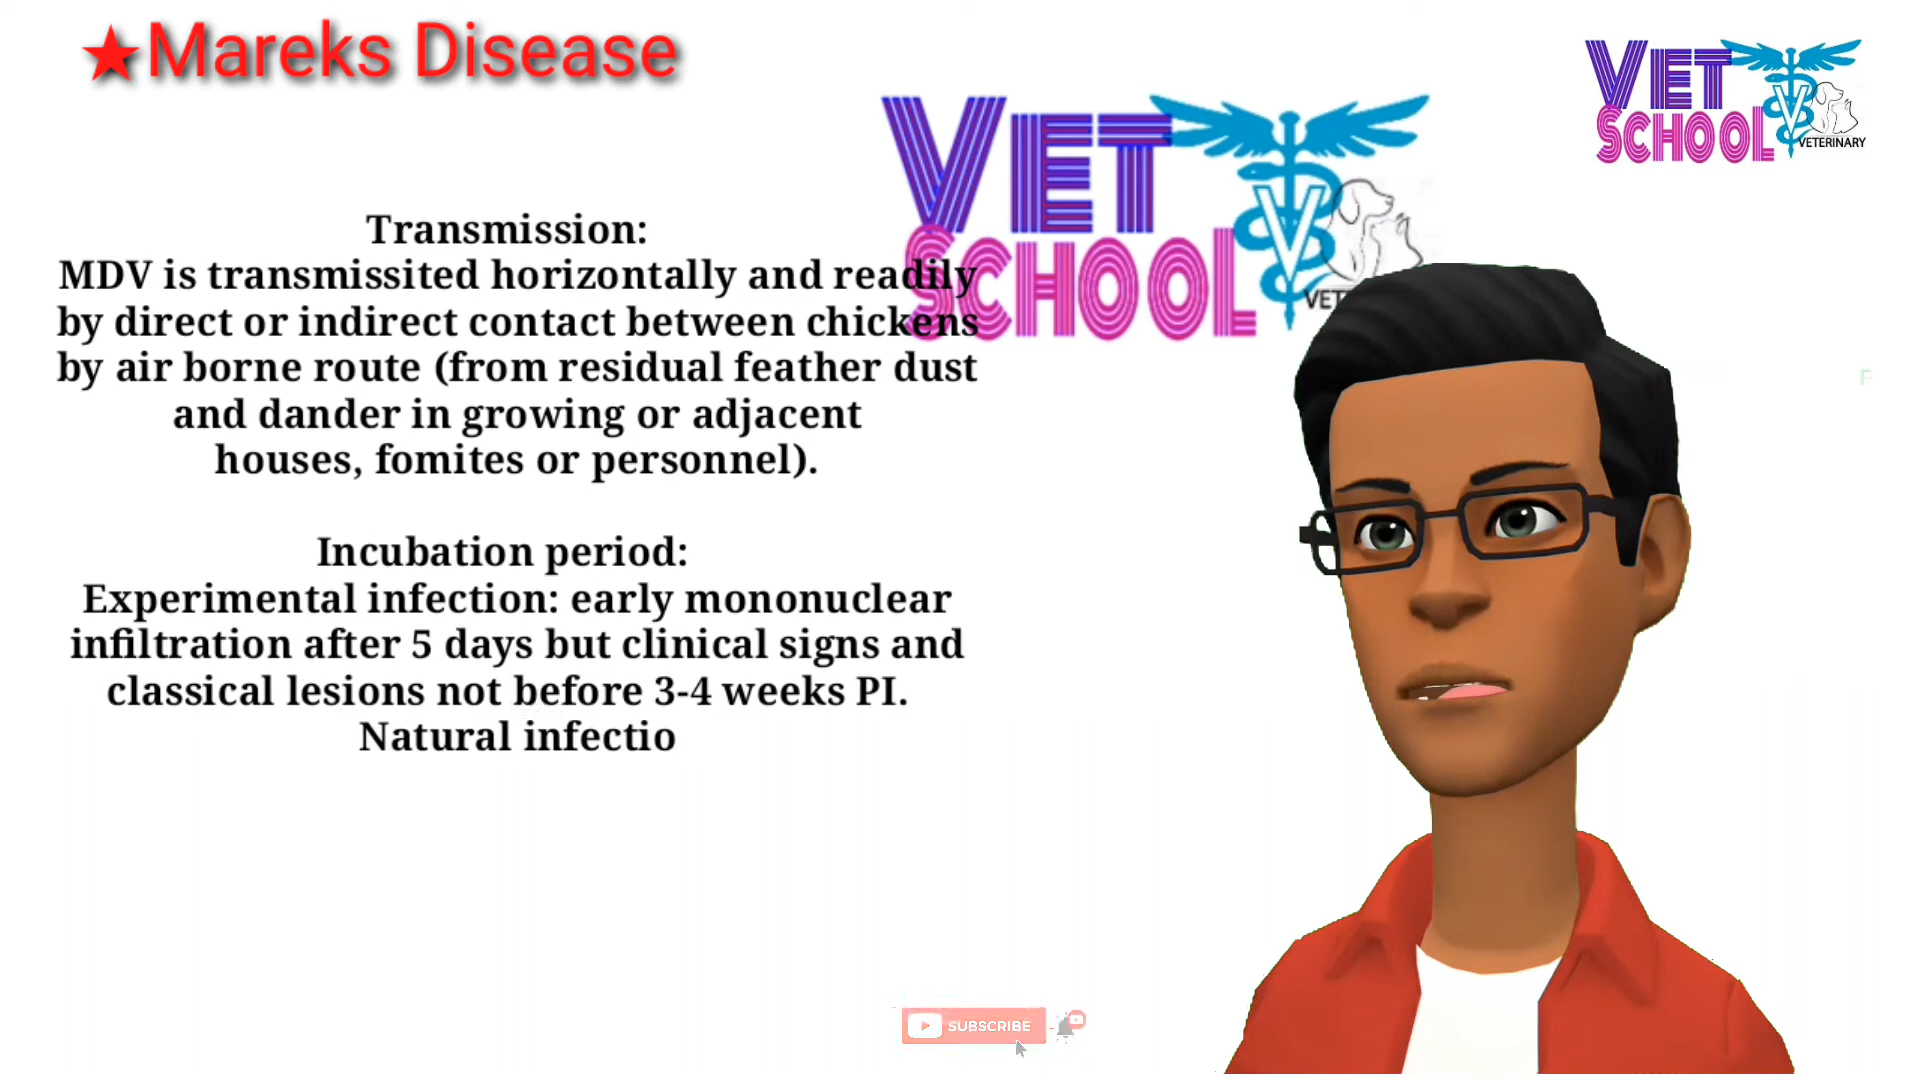 ★Mareks Disease
VET
SCHOOL
V
VETERINARY
VET
SCHOOL
V
Transmission:
MDV is transmissited horizontally and readily
by direct or indirect contact between chickens
by air borne route (from residual feather dust
and dander in growing or adjacent
houses, fomites or personnel).
Incubation period:
Experimental infection: early mononuclear
infiltration after 5 days but clinical signs and
classical lesions not before 3-4 weeks PI.
Natural infectio
SUBSCRIBE